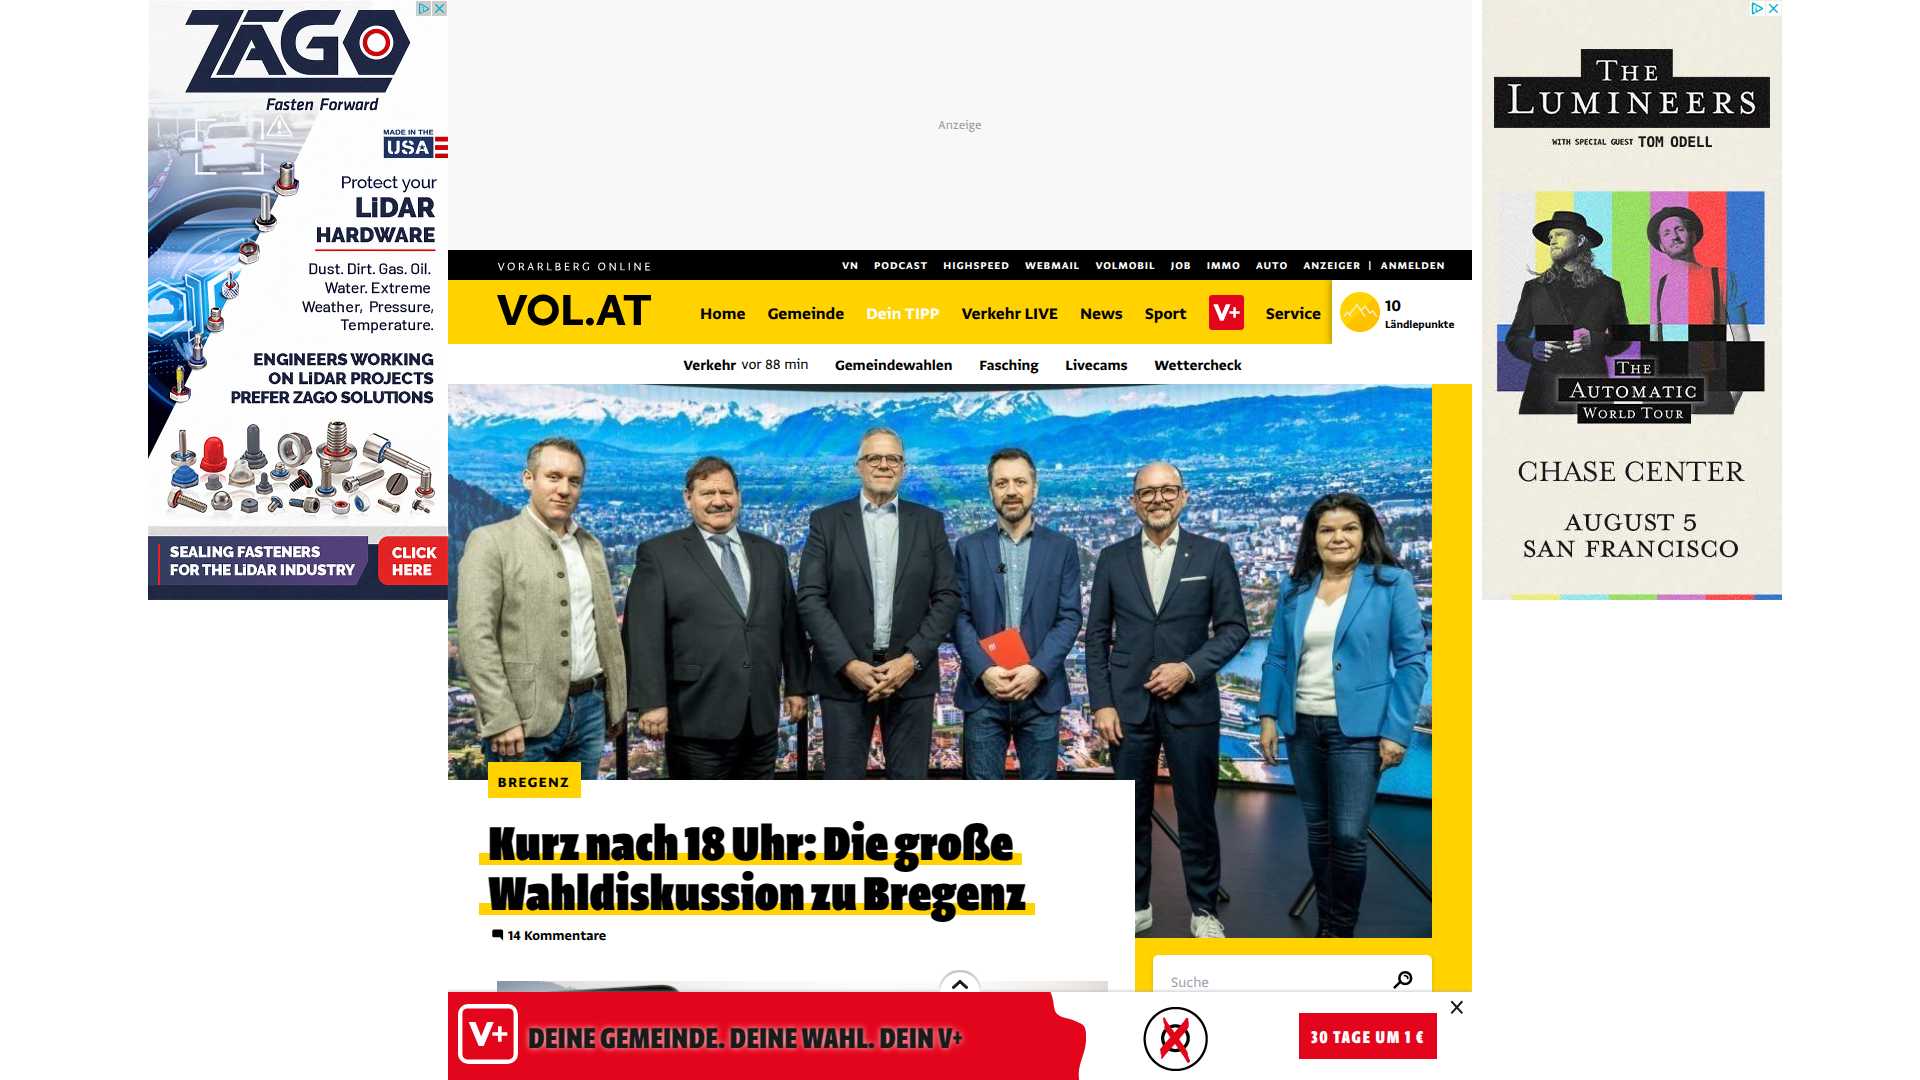 ZAGO
Fasten Forward
MADE IN THE
USA
Protect your
LiDAR
HARDWARE
Dust. Dirt. Gas. Oil.
Water. Extreme
Weather, Pressure,
Temperature.
ENGINEERS WORKING
ON LiDAR PROJECTS
PREFER ZAGO SOLUTIONS
SEALING FASTENERS
FOR THE LiDAR INDUSTRY
CLICK
HERE
Anzeige
VORARLBERG ONLINE
VN PODCAST HIGHSPEED WEBMAIL VOLMOBIL JOB IMMO AUTO ANZEIGER | ANMELDEN
VOL.AT
Home Gemeinde Dein TIPP Verkehr LIVE News Sport V+ Service
10
Ländlepunkte
Verkehr vor 88 min Gemeindewahlen Fasching Livecams Wettercheck
BREGENZ
Kurz nach 18 Uhr: Die große
Wahldiskussion zu Bregenz
14 Kommentare
Suche
V+ DEINE GEMEINDE. DEINE WAHL. DEIN V+
30 TAGE UM 1 €
THE
LUMINEERS
WITH SPECIAL GUEST TOM ODELL
THE
AUTOMATIC
WORLD TOUR
CHASE CENTER
AUGUST 5
SAN FRANCISCO